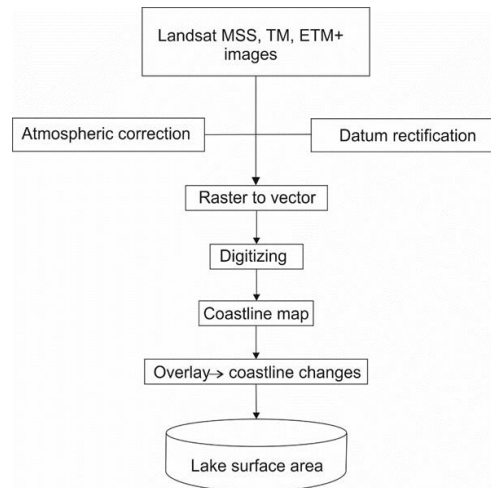 Landsat MSS, TM, ETM+
images
Atmospheric correction
Datum rectification
Raster to vector
Digitizing
Coastline map
Overlay→ coastline changes
Lake surface area